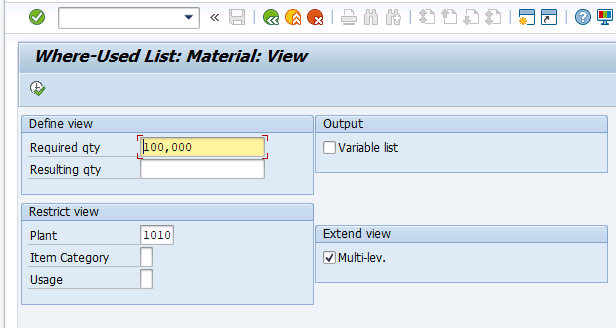 Where-Used List: Material: View
Define view
Required qty 100,000
Resulting qty
Output
Variable list
Restrict view
Plant 1010
Item Category
Usage
Extend view
Multi-lev.